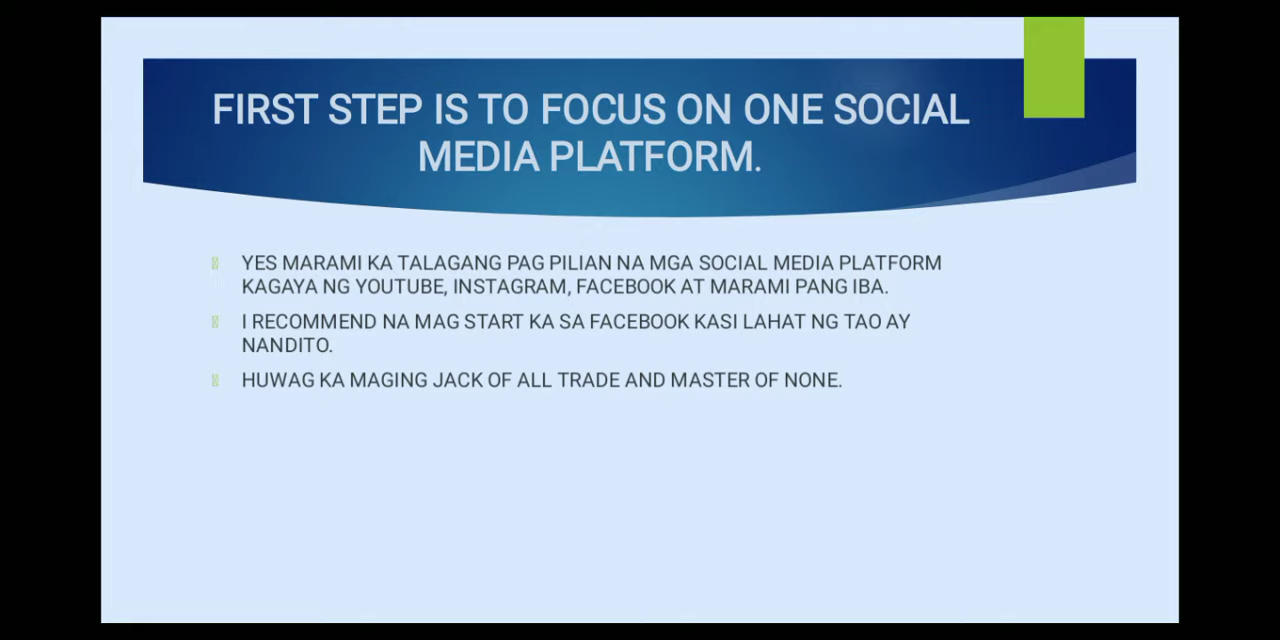 FIRST STEP IS TO FOCUS ON ONE SOCIAL
MEDIA PLATFORM.
YES MARAMI KA TALAGANG PAG PILIAN NA MGA SOCIAL MEDIA PLATFORM
KAGAYA NG YOUTUBE, INSTAGRAM, FACEBOOK AT MARAMI PANG IBA.
I RECOMMEND NA MAG START KA SA FACEBOOK KASI LAHAT NG TAO AY
NANDITO.
HUWAG KA MAGING JACK OF ALL TRADE AND MASTER OF NONE.